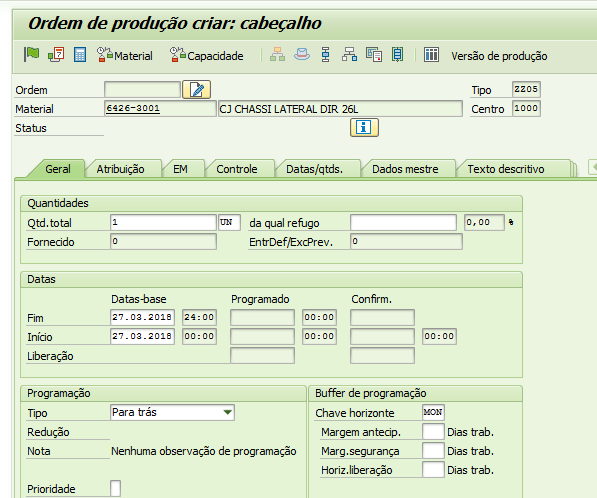 Ordem de produção criar: cabeçalho
Material Capacidade Versão de produção
Ordem Tipo ZZ05
Material 6426-3001 CJ CHASSI LATERAL DIR 26L Centro 1000
Status
Geral Atribuição EM Controle Datas/qtds. Dados mestre Texto descritivo
Quantidades
Qtd.total 1 UN da qual refugo 0,00 %
Fornecido 0 EntrDef/ExcPrev. 0
Datas
Datas-base Programado Confirm.
Fim 27.03.2018 24:00 00:00
Início 27.03.2018 00:00 00:00 00:00
Liberação
Programação Buffer de programação
Tipo Para trás Chave horizonte MON
Redução Margem antecip. Dias trab.
Nota Nenhuma observação de programação Marg.segurança Dias trab.
Horiz.liberação Dias trab.
Prioridade